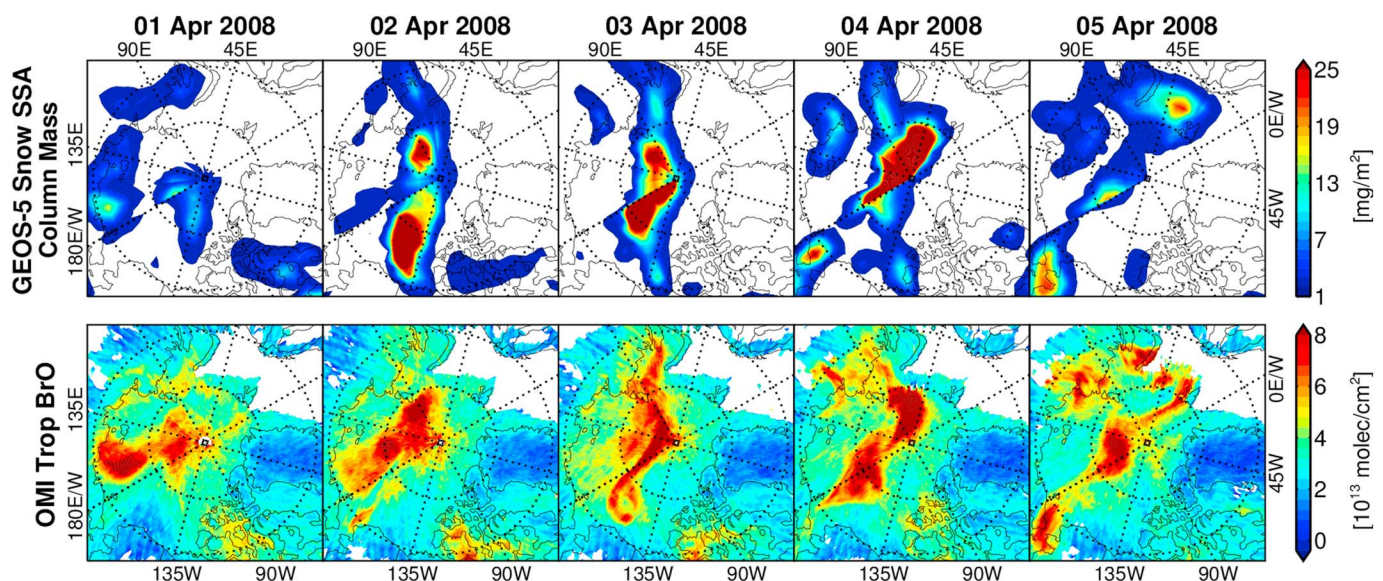 01 Apr 2008 02 Apr 2008 03 Apr 2008 04 Apr 2008 05 Apr 2008
90E 45E 90E 45E 90E 45E 90E 45E 90E 45E
GEOS-5 Snow SSA
Column Mass
135E
180E/W
0E/W
45W
25
19
13
7
1
[mg/m²]
OMI Trop BrO
135E
180E/W
0E/W
45W
8
6
4
2
0
[10¹³ molec/cm²]
135W 90W 135W 90W 135W 90W 135W 90W 135W 90W